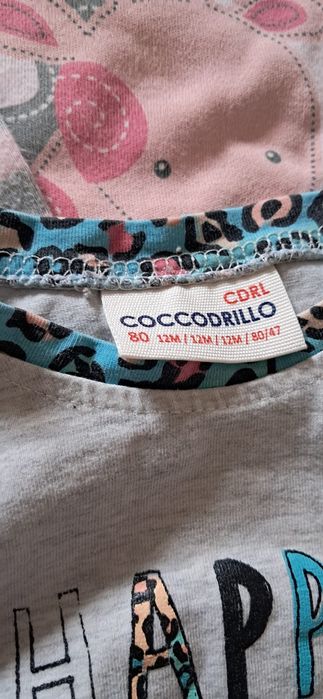 CDRL
COCCODRILLO
80 12M / 12M / 12M / 80/47
HAPP